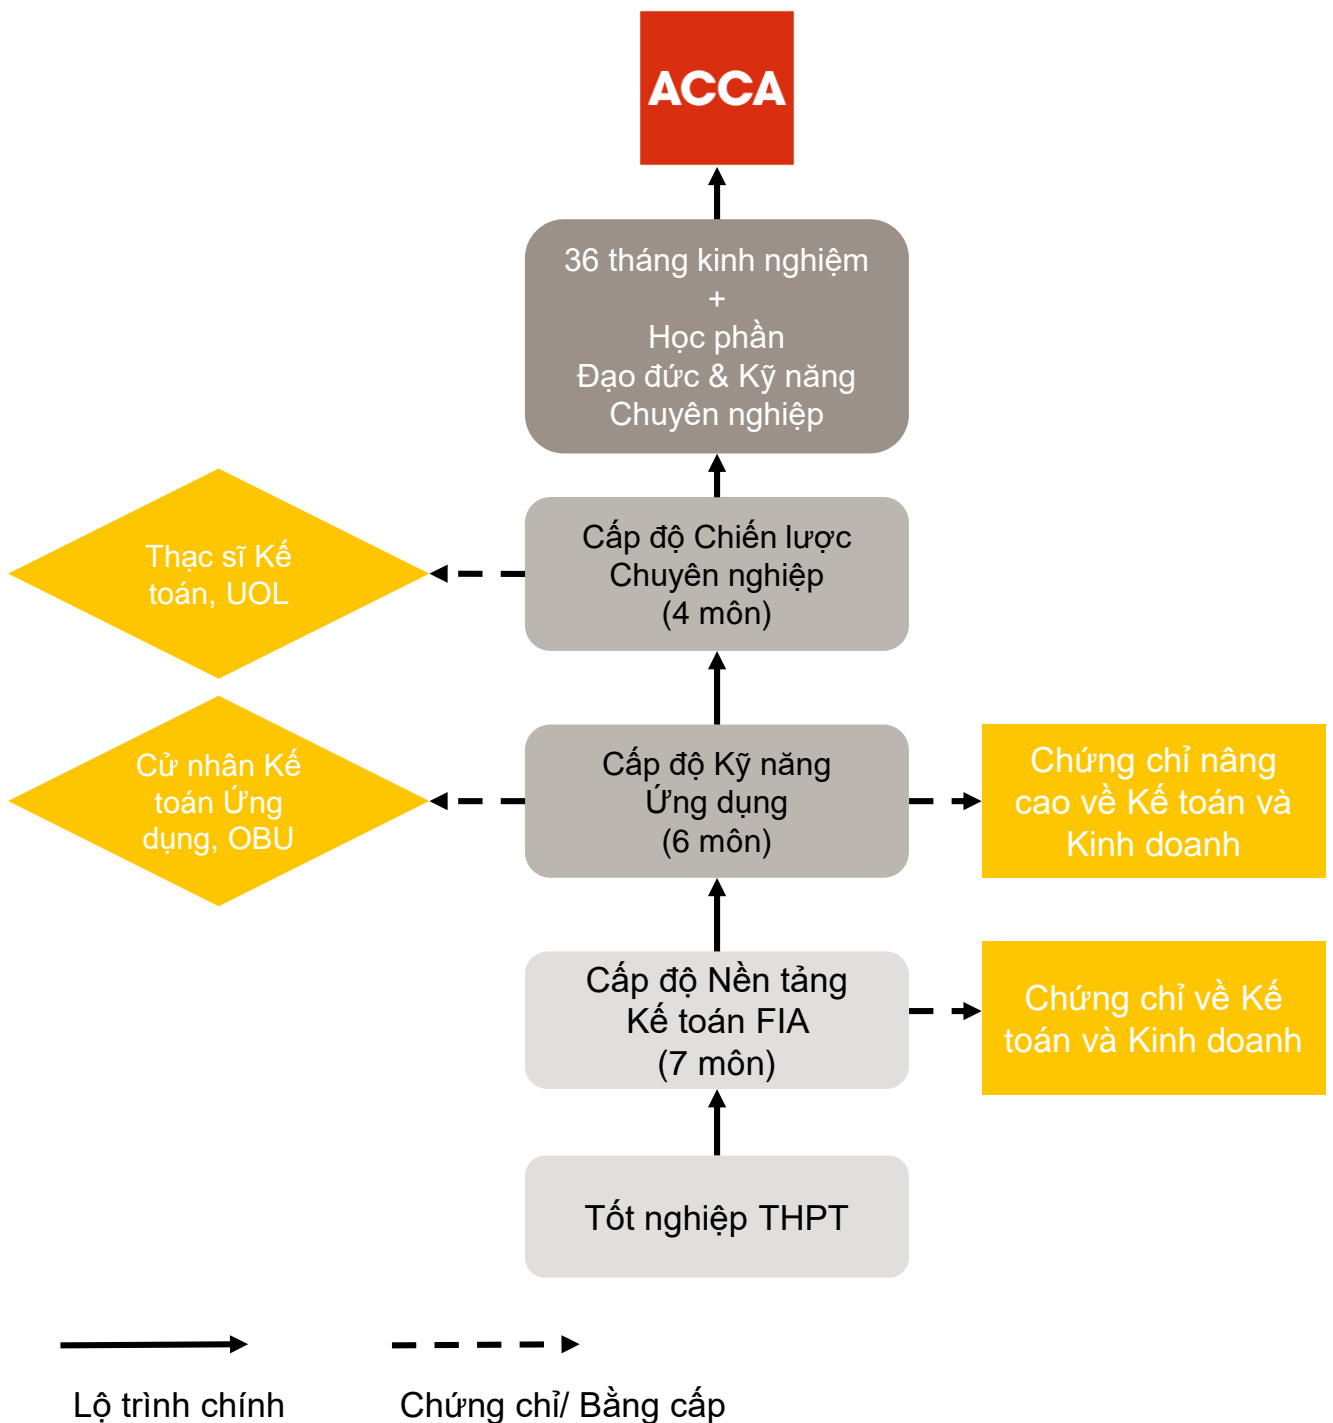 ACCA
36 tháng kinh nghiệm
+
Học phần
Đạo đức & Kỹ năng
Chuyên nghiệp
Thạc sĩ Kế
toán, UOL
Cấp độ Chiến lược
Chuyên nghiệp
(4 môn)
Cử nhân Kế
toán Ứng
dụng, OBU
Cấp độ Kỹ năng
Ứng dụng
(6 môn)
Chứng chỉ nâng
cao về Kế toán và
Kinh doanh
Cấp độ Nền tảng
Kế toán FIA
(7 môn)
Chứng chỉ về Kế
toán và Kinh doanh
Tốt nghiệp THPT
Lộ trình chính
Chứng chỉ/ Bằng cấp